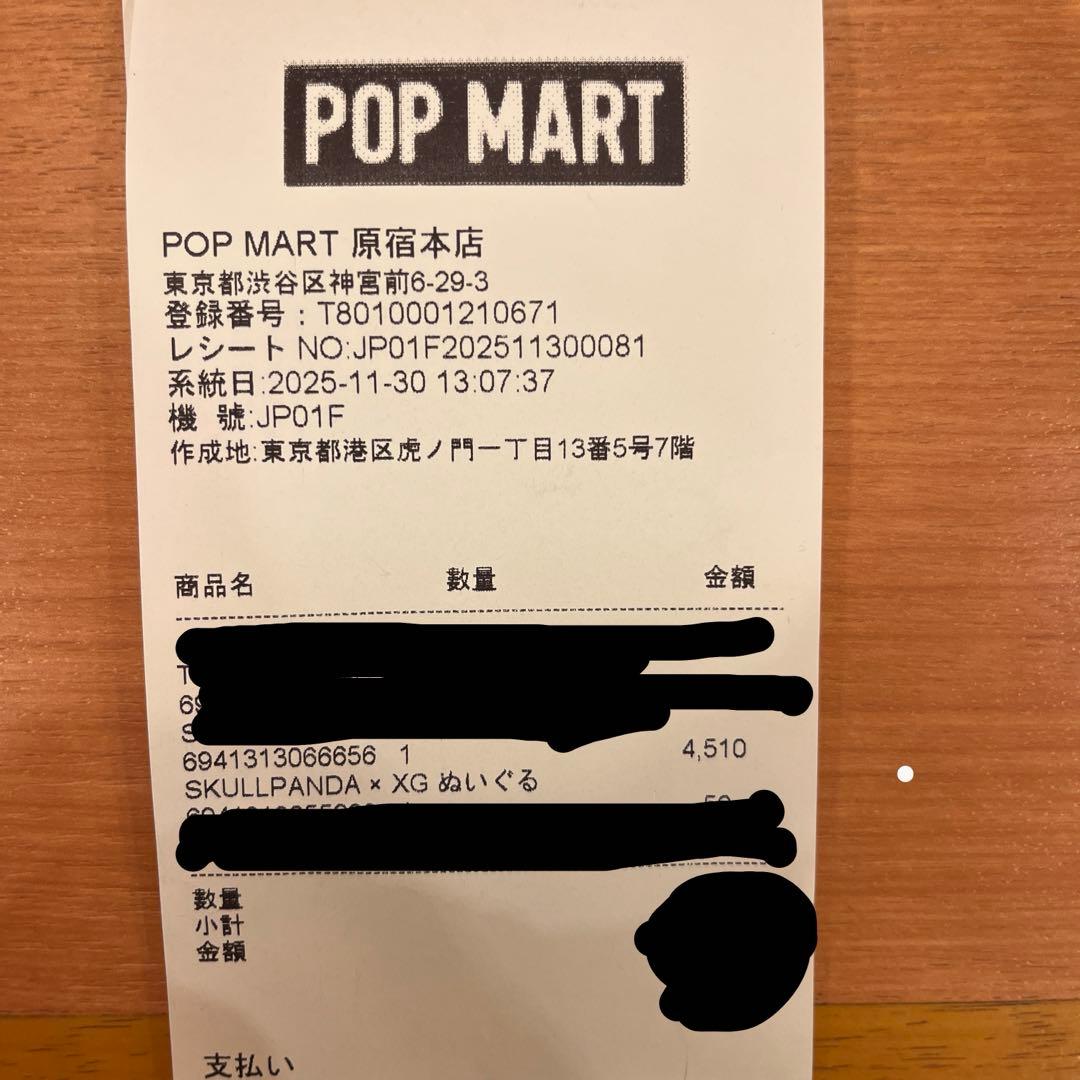 POP MART
POP MART 原宿本店
東京都渋谷区神宮前6-29-3
登録番号：T8010001210671
レシート NO:JP01F202511300081
系統日:2025-11-30 13:07:37
機 號:JP01F
作成地:東京都港区虎ノ門一丁目13番5号7階
商品名 數量 金額
6941313066656 1 4,510
SKULLPANDA × XG ぬいぐる
數量
小計
金額
支払い